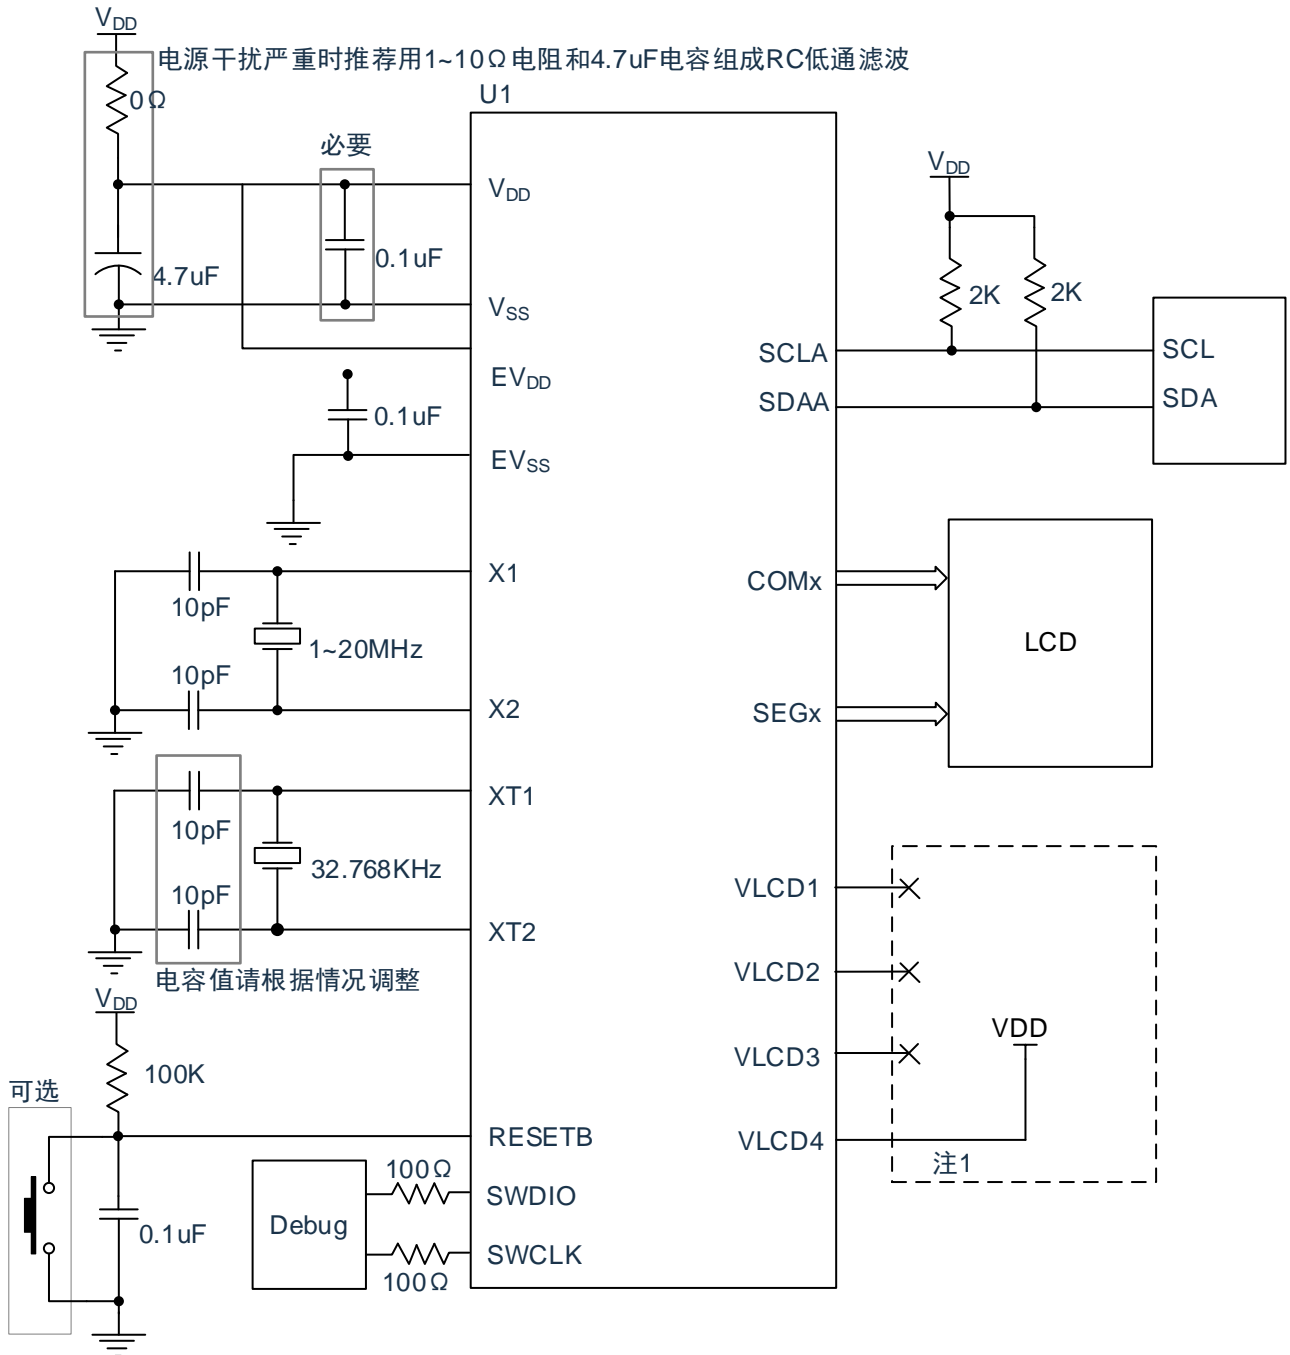 VDD
电源干扰严重时推荐用1~10Ω电阻和4.7uF电容组成RC低通滤波
0Ω
U1
必要
VDD
VDD
0.1uF
4.7uF
VSS
2K
2K
SCLA
SCL
EVDD
SDAA
SDA
0.1uF
EVSS
X1
COMx
10pF
1~20MHz
LCD
10pF
X2
SEGx
XT1
10pF
32.768KHz
VLCD1
10pF
XT2
电容值请根据情况调整
VLCD2
VDD
VDD
VLCD3
100K
可选
RESETB
VLCD4
注1
100Ω
SWDIO
Debug
0.1uF
SWCLK
100Ω